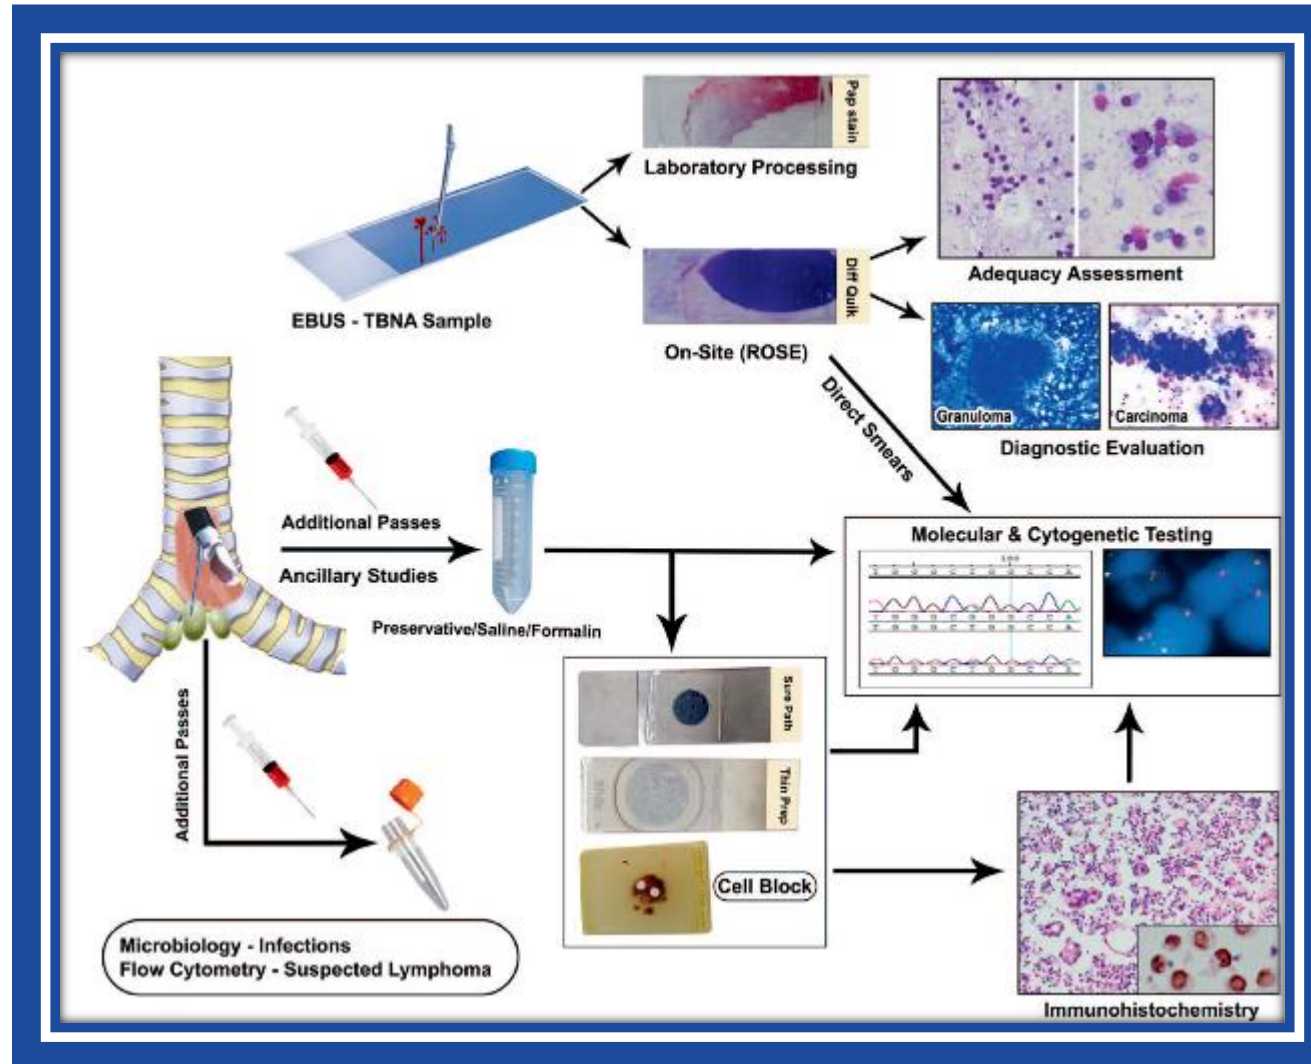 Pap stain
Laboratory Processing
EBUS - TBNA Sample
Diff Quik
On-Site (ROSE)
Adequacy Assessment
Granuloma
Carcinoma
Diagnostic Evaluation
Direct Smears
Additional Passes
Ancillary Studies
Preservative/Saline/Formalin
Molecular & Cytogenetic Testing
T G G G C T G G G C C A
Additional Passes
Sure Path
Thin Prep
Cell Block
Microbiology - Infections
Flow Cytometry - Suspected Lymphoma
Immunohistochemistry